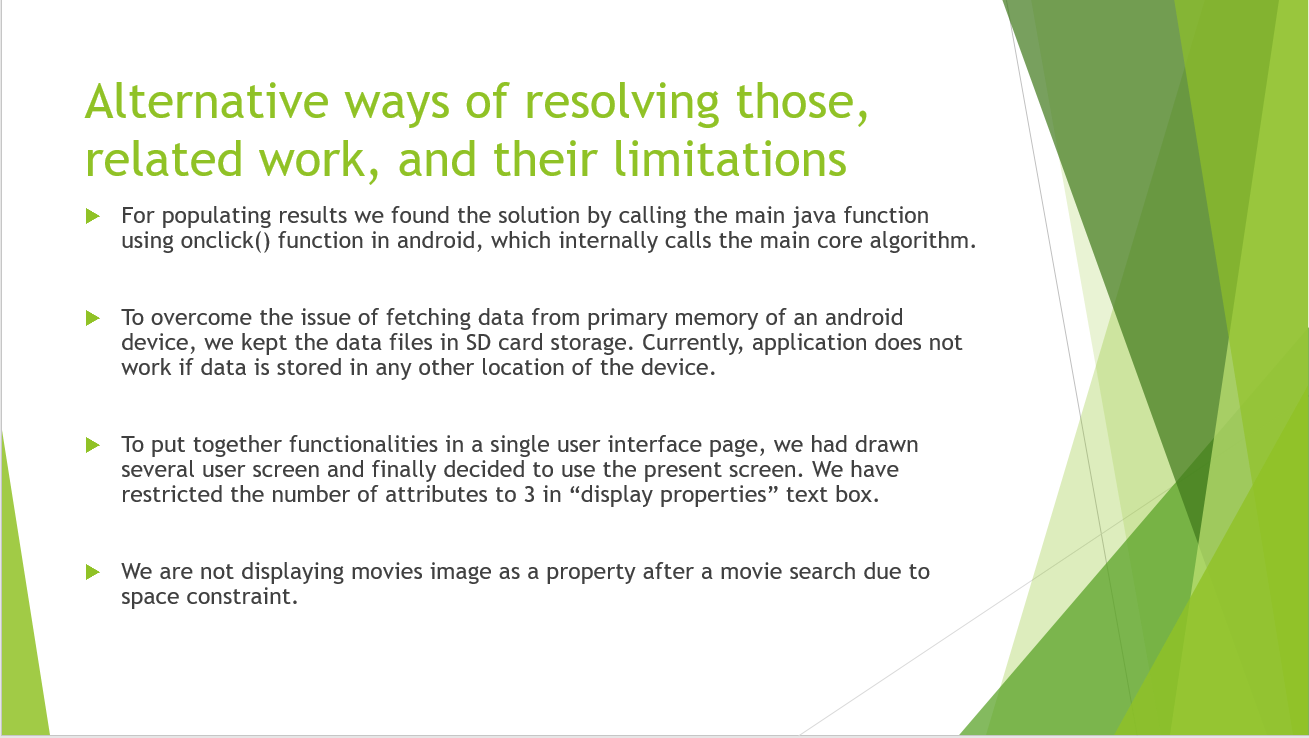 Alternative ways of resolving those,
related work, and their limitations
For populating results we found the solution by calling the main java function
using onclick() function in android, which internally calls the main core algorithm.
To overcome the issue of fetching data from primary memory of an android
device, we kept the data files in SD card storage. Currently, application does not
work if data is stored in any other location of the device.
To put together functionalities in a single user interface page, we had drawn
several user screen and finally decided to use the present screen. We have
restricted the number of attributes to 3 in “display properties” text box.
We are not displaying movies image as a property after a movie search due to
space constraint.